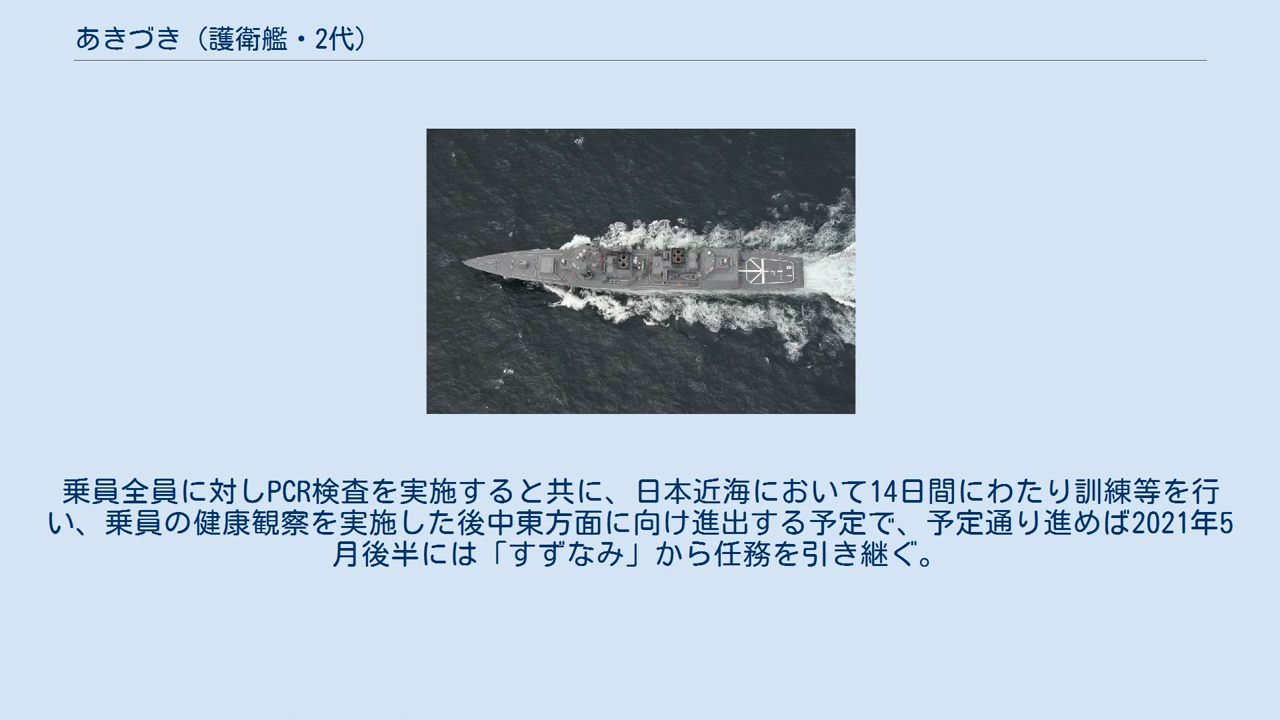 あきづき（護衛艦・2代）
乗員全員に対しPCR検査を実施すると共に、日本近海において14日間にわたり訓練等を行
い、乗員の健康観察を実施した後中東方面に向け進出する予定で、予定通り進めば2021年5
月後半には「すずなみ」から任務を引き継ぐ。